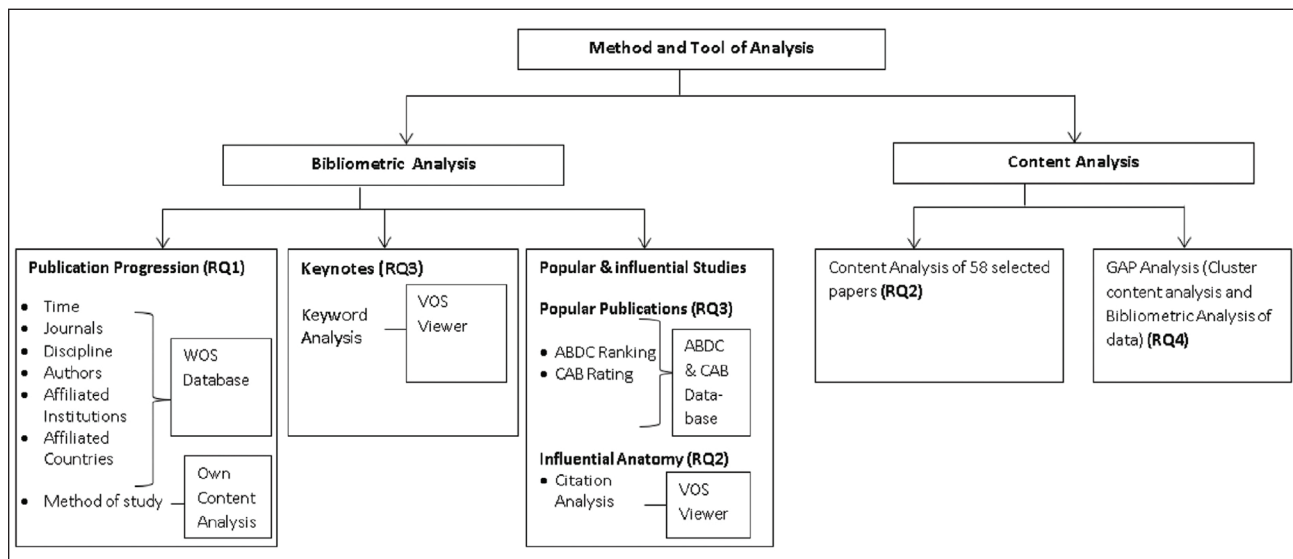 Method and Tool of Analysis
Bibliometric Analysis
Content Analysis
Publication Progression (RQ1)
• Time
• Journals
• Discipline
• Authors
• Affiliated
Institutions
• Affiliated
Countries
WOS
Database
• Method of study
Own
Content
Analysis
Keynotes (RQ3)
Keyword
Analysis
VOS
Viewer
Popular & influential Studies
Popular Publications (RQ3)
• ABDC Ranking
• CAB Rating
ABDC
& CAB
Data-
base
Influential Anatomy (RQ2)
• Citation
Analysis
VOS
Viewer
Content Analysis of 58 selected
papers (RQ2)
GAP Analysis (Cluster
content analysis and
Bibliometric Analysis of
data) (RQ4)